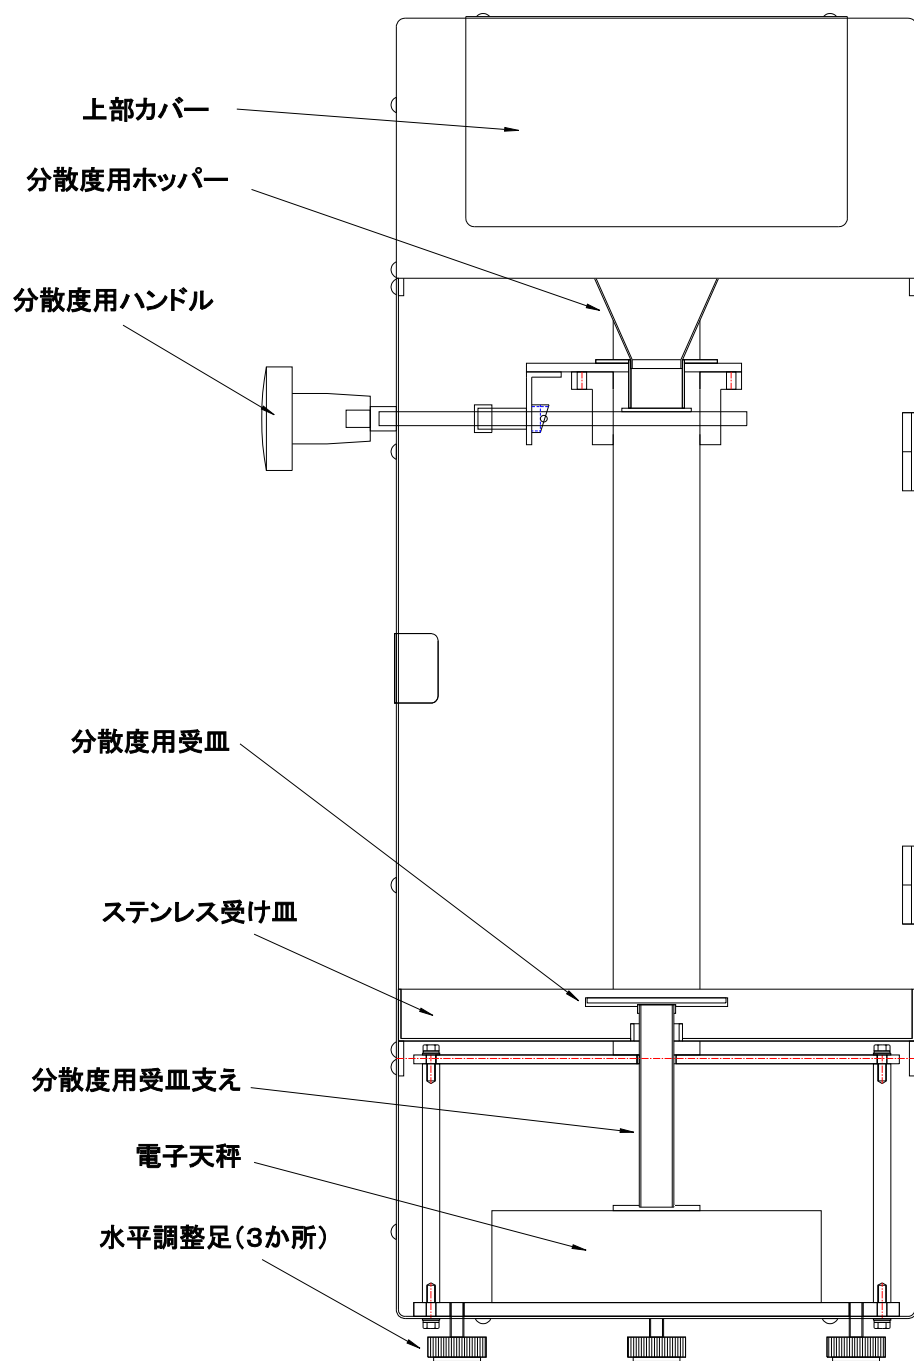 上部カバー
分散度用ホッパー
分散度用ハンドル
分散度用受皿
ステンレス受け皿
分散度用受皿支え
電子天秤
水平調整足(3か所)